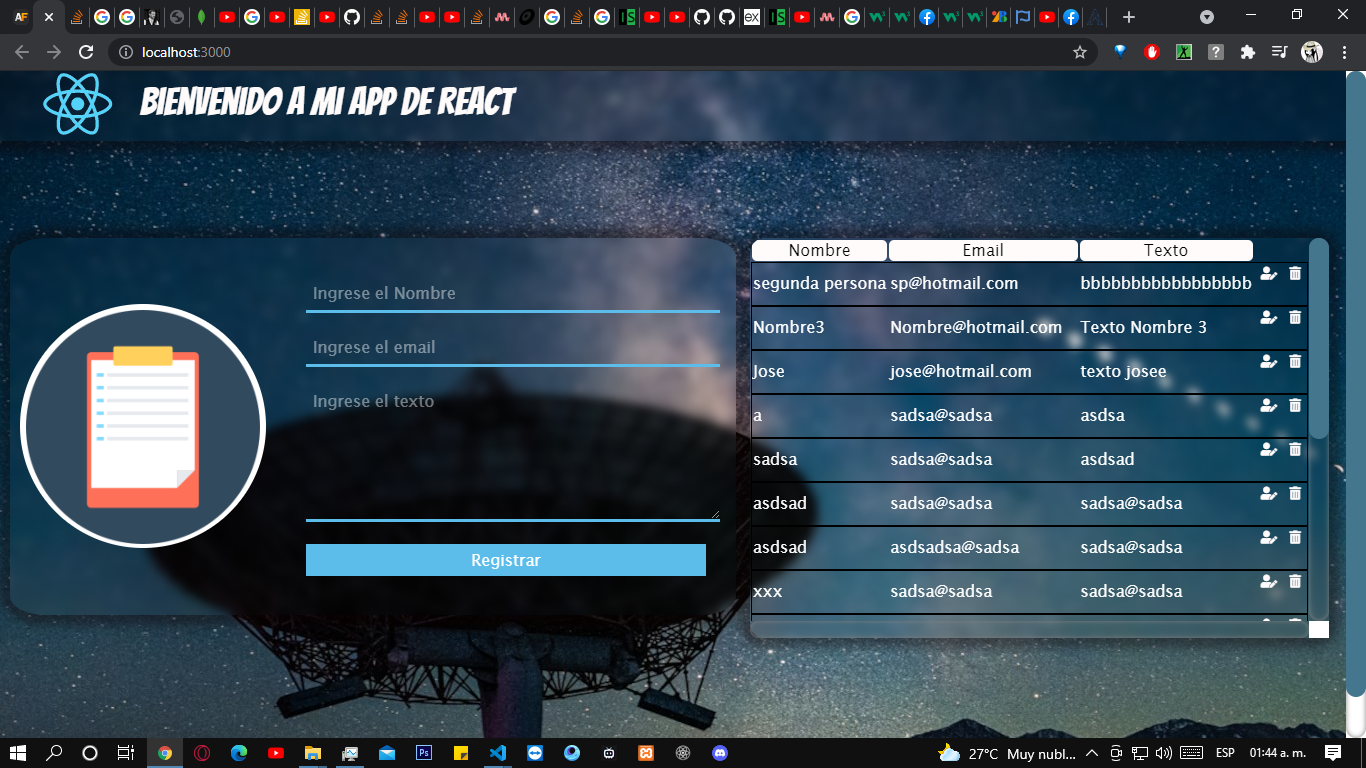 AF
localhost:3000
BIENVENIDO A MI APP DE REACT
Ingrese el Nombre
Ingrese el email
Ingrese el texto
Registrar
Nombre Email Texto
segunda persona sp@hotmail.com bbbbbbbbbbbbbbbbb
Nombre3 Nombre@hotmail.com Texto Nombre 3
Jose jose@hotmail.com texto josee
a sadsa@sadsa asdsa
sadsa sadsa@sadsa asdsad
asdsad sadsa@sadsa sadsa@sadsa
asdsad asdsadsa@sadsa sadsa@sadsa
xxx sadsa@sadsa sadsa@sadsa
27°C Muy nubl... ESP 01:44 a. m.